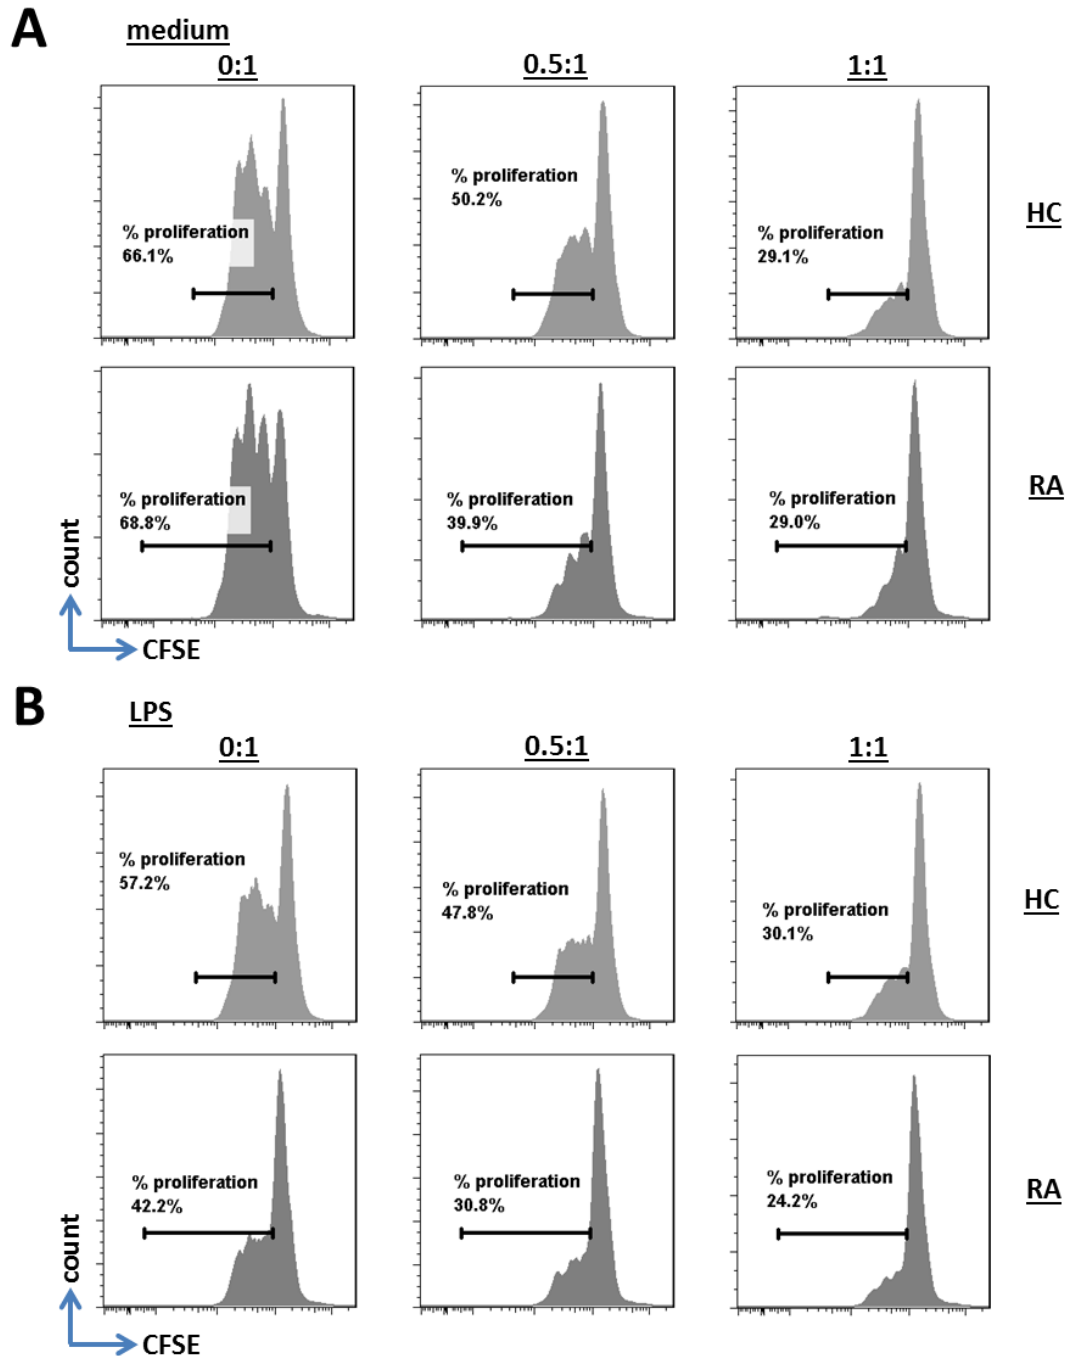 A
medium
0:1
0.5:1
1:1
% proliferation
66.1%
% proliferation
50.2%
% proliferation
29.1%
HC
% proliferation
68.8%
% proliferation
39.9%
% proliferation
29.0%
RA
count
CFSE
B
LPS
0:1
0.5:1
1:1
% proliferation
57.2%
% proliferation
47.8%
% proliferation
30.1%
HC
% proliferation
42.2%
% proliferation
30.8%
% proliferation
24.2%
RA
count
CFSE